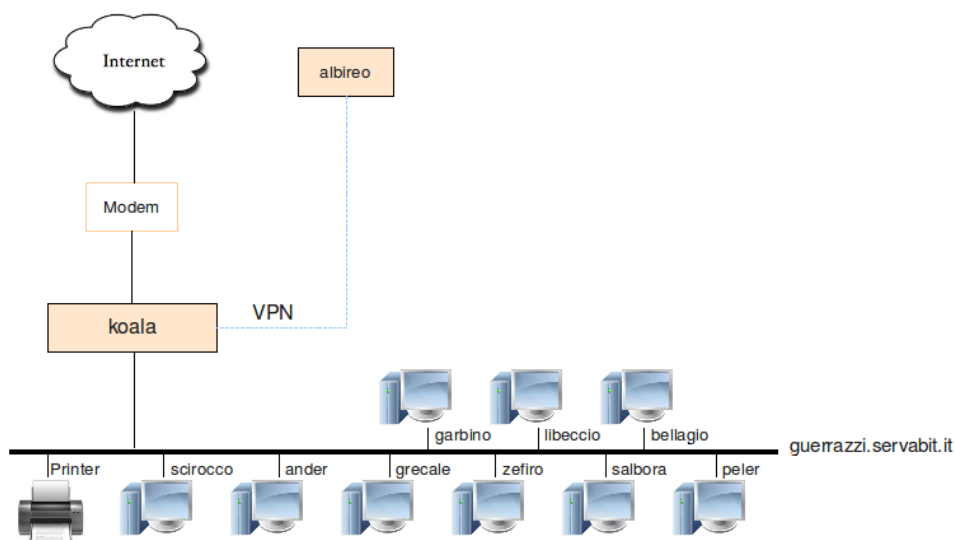 Internet
albireo
Modem
koala
VPN
garbino
libeccio
bellagio
guerrazzi.servabit.it
Printer
scirocco
ander
grecale
zefiro
salbora
peler